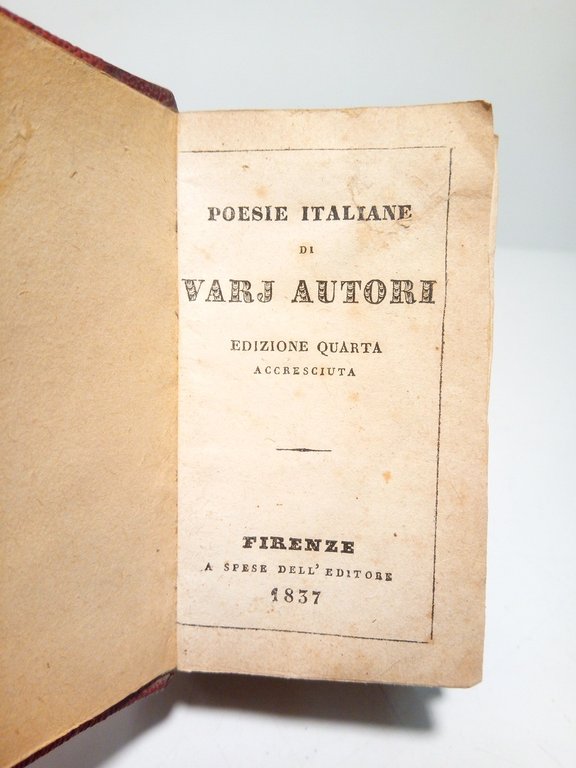 POESIE ITALIANE
DI
VARJ AUTORI
EDIZIONE QUARTA
ACCRESCIUTA
FIRENZE
A SPESE DELL' EDITORE
1837